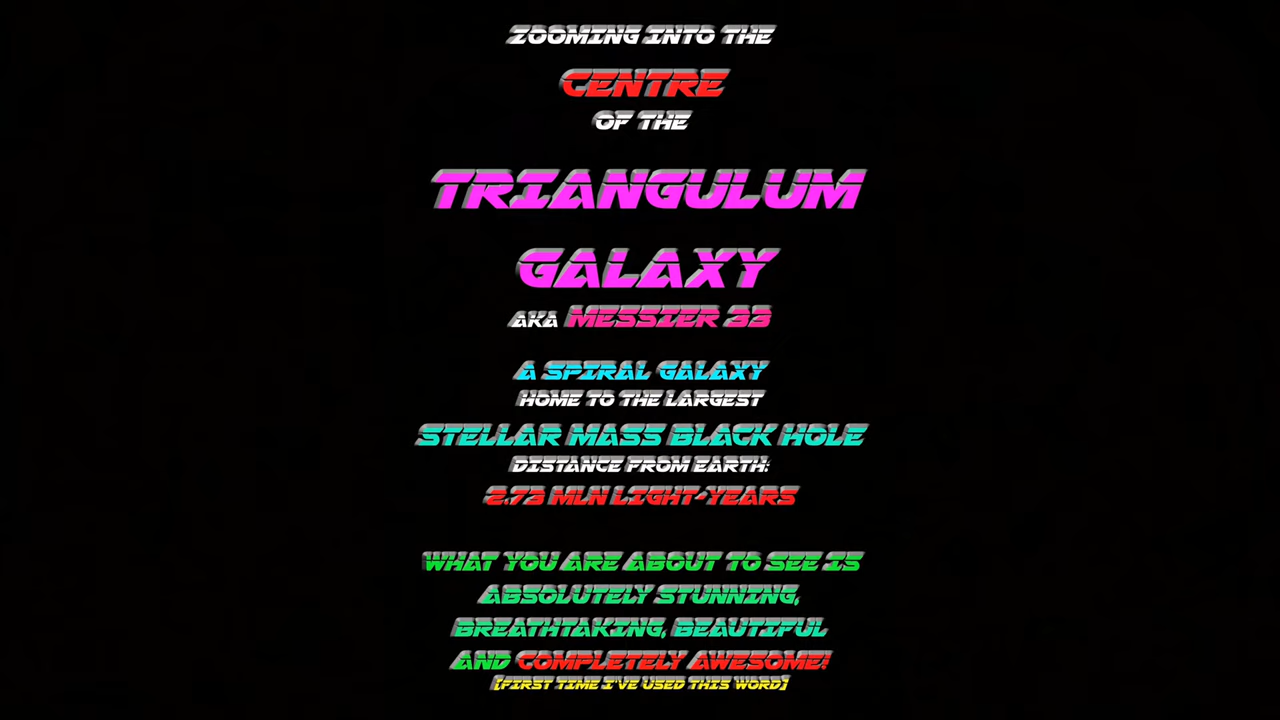 ZOOMING INTO THE
CENTRE
OF THE
TRIANGULUM
GALAXY
AKA MESSIER 33
A SPIRAL GALAXY
HOME TO THE LARGEST
STELLAR MASS BLACK HOLE
DISTANCE FROM EARTH:
2.73 MLN LIGHT-YEARS
WHAT YOU ARE ABOUT TO SEE IS
ABSOLUTELY STUNNING,
BREATHTAKING, BEAUTIFUL
AND COMPLETELY AWESOME!
[FIRST TIME I'VE USED THIS WORD]